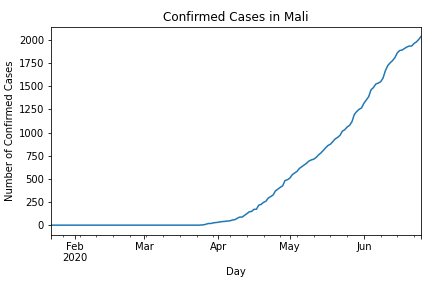 Confirmed Cases in Mali
Number of Confirmed Cases
2000
1750
1500
1250
1000
750
500
250
0
Feb
2020
Mar
Apr
May
Jun
Day